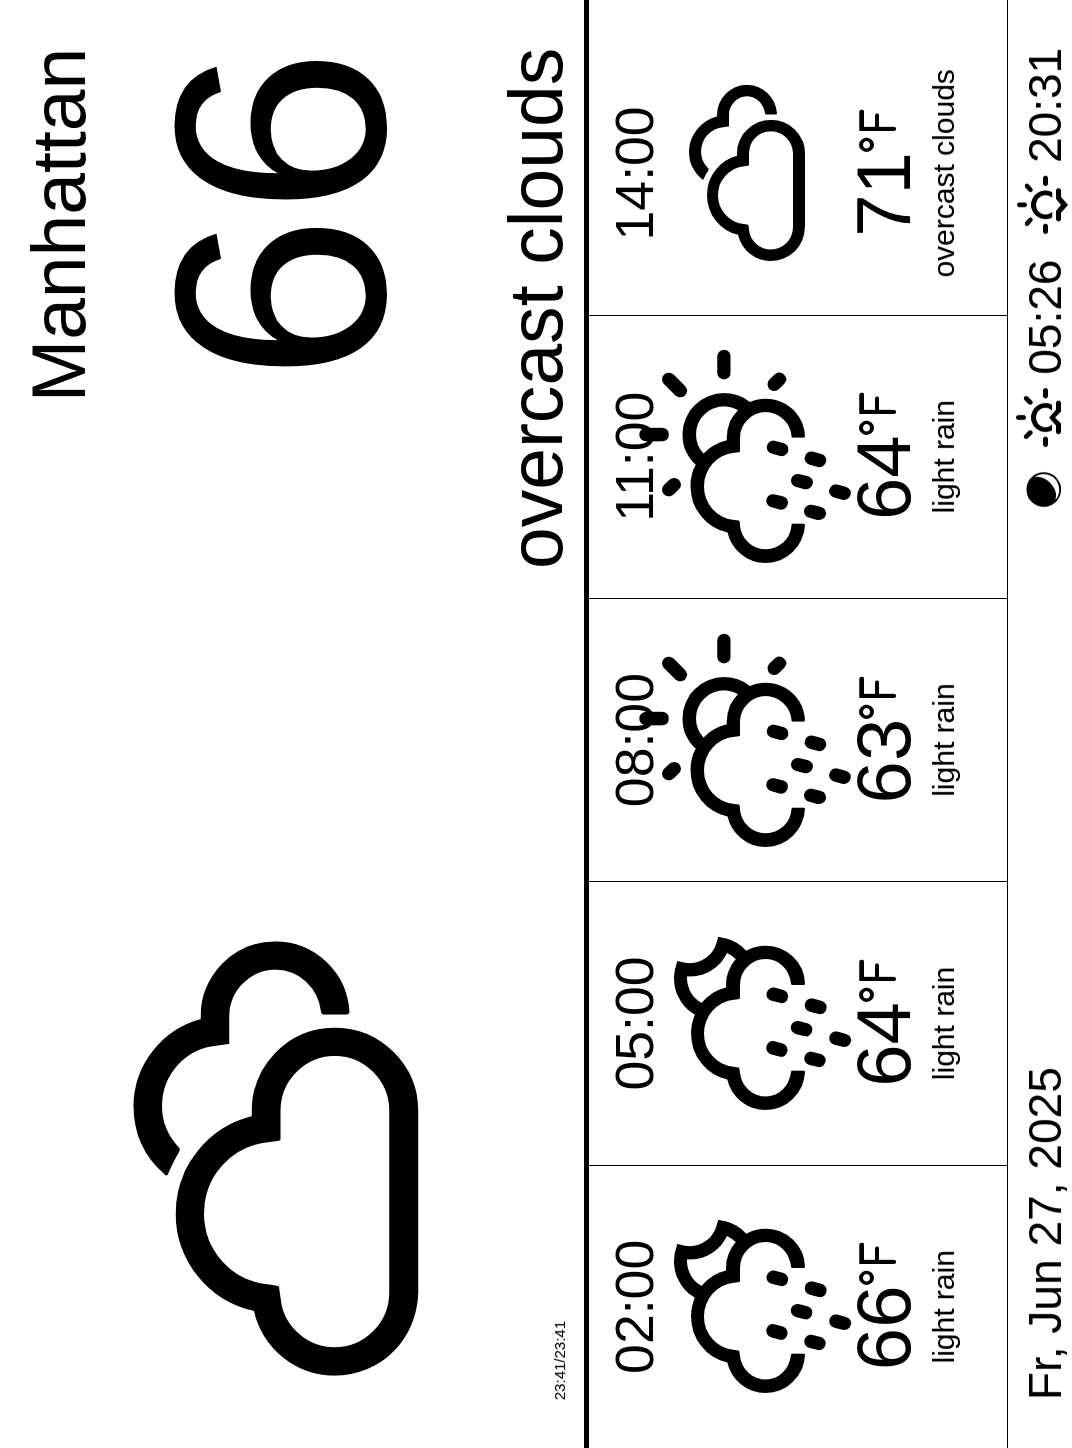 Manhattan
66
overcast clouds
23:41/23:41
02:00
66°F
light rain
05:00
64°F
light rain
08:00
63°F
light rain
11:00
64°F
light rain
14:00
71°F
overcast clouds
Fr, Jun 27, 2025
05:26 20:31